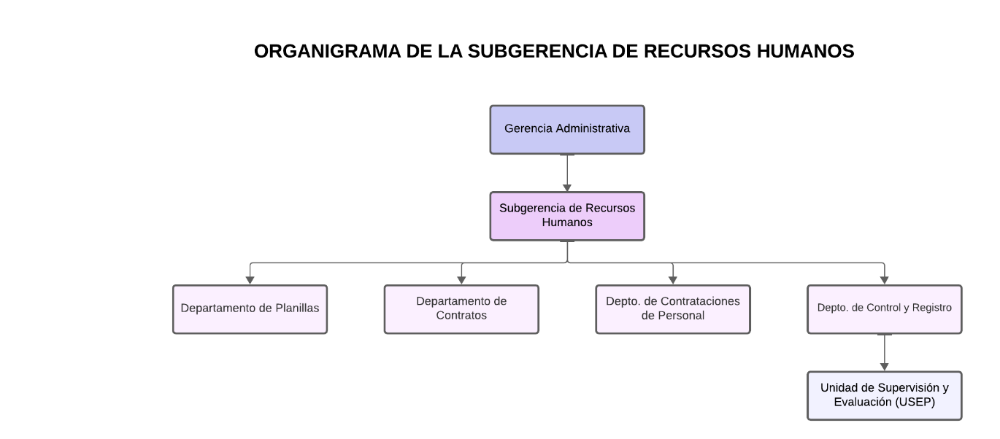 ORGANIGRAMA DE LA SUBGERENCIA DE RECURSOS HUMANOS
Gerencia Administrativa
Subgerencia de Recursos
Humanos
Departamento de Planillas
Departamento de
Contratos
Depto. de Contrataciones
de Personal
Depto. de Control y Registro
Unidad de Supervisión y
Evaluación (USEP)